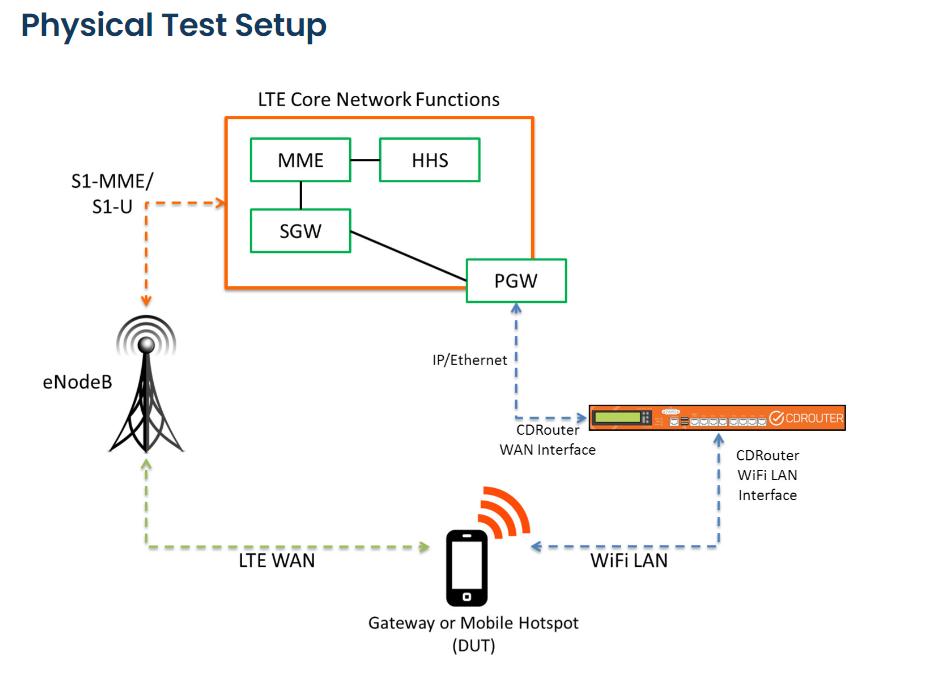 Physical Test Setup
LTE Core Network Functions
MME
HHS
S1-MME/
S1-U
SGW
PGW
IP/Ethernet
eNodeB
CDROUTER
CDRouter
WAN Interface
CDRouter
WiFi LAN
Interface
LTE WAN
WiFi LAN
Gateway or Mobile Hotspot
(DUT)